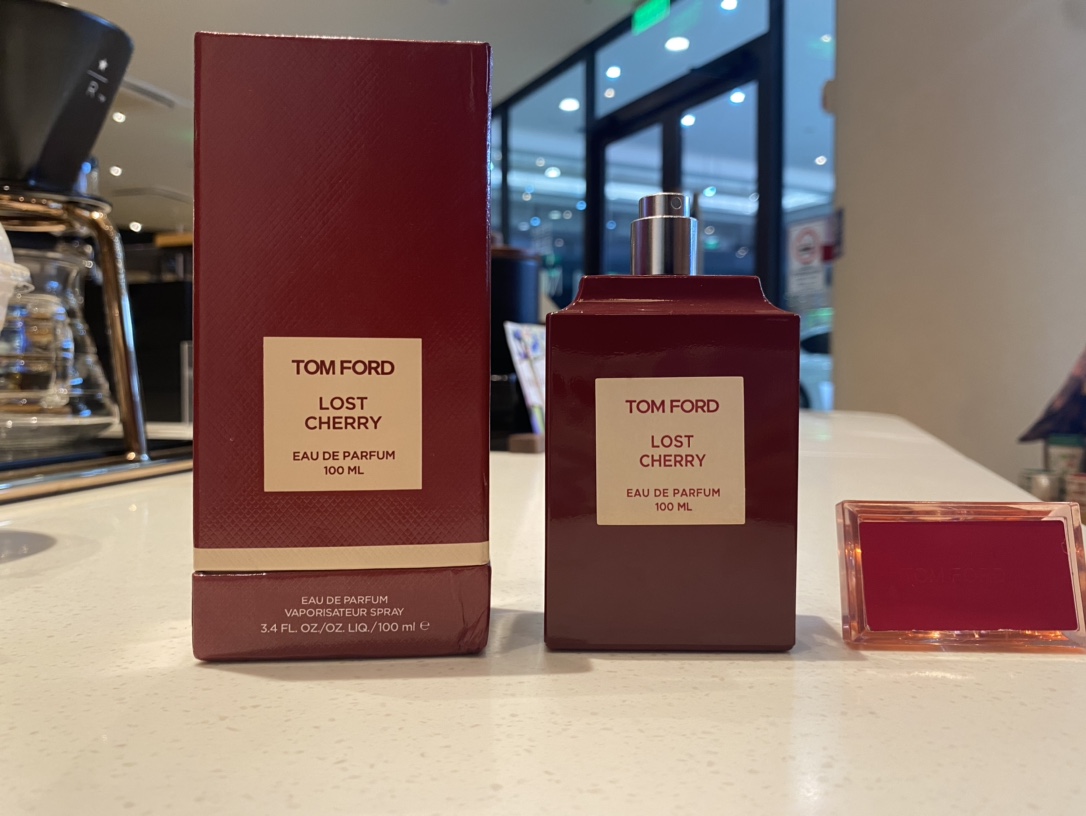 TOM FORD
LOST
CHERRY
EAU DE PARFUM
100 ML
EAU DE PARFUM
VAPORISATEUR SPRAY
3.4 FL. OZ./OZ. LIQ./100 ml ℮
TOM FORD
LOST
CHERRY
EAU DE PARFUM
100 ML
R